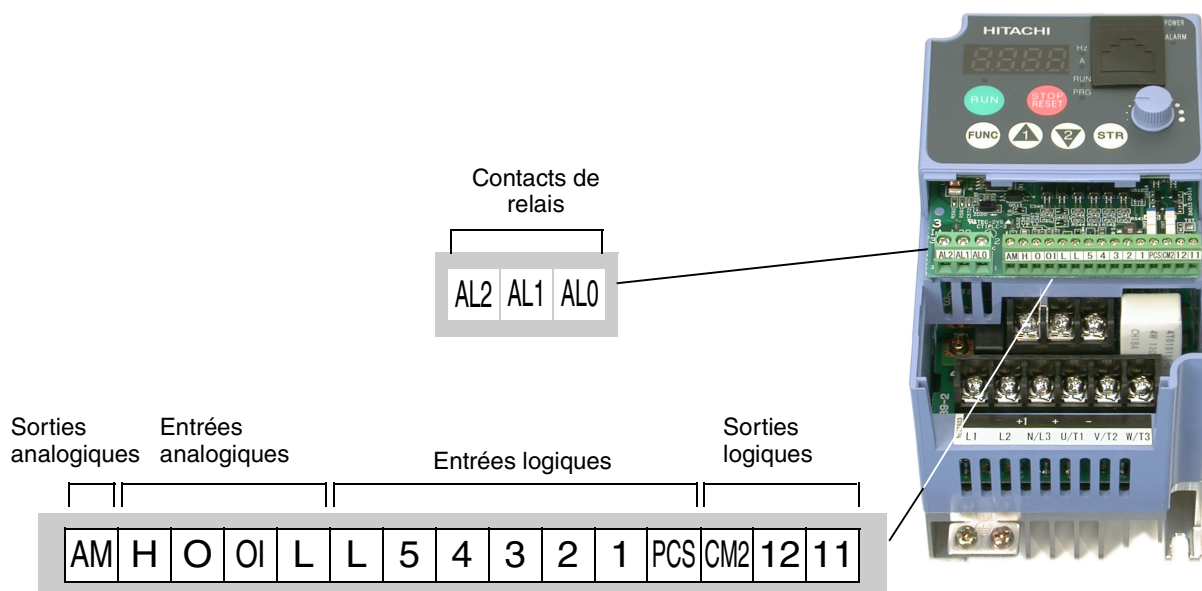 HITACHI
POWER
ALARM
Hz
A
RUN
PRG
RUN
STOP
RESET
FUNC
1
2
STR
Contacts de
relais
AL2 AL1 AL0
AL2 AL1 AL0
AM H O OI L L 5 4 3 2 1 PCS CM2 12 11
+1 + −
L1 L2 N/L3 U/T1 V/T2 W/T3
Sorties
analogiques
Entrées
analogiques
Entrées logiques
Sorties
logiques
AM H O OI L L 5 4 3 2 1 PCS CM2 12 11